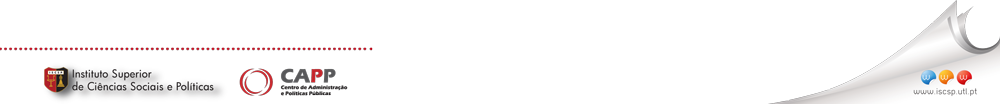 Instituto Superior
de Ciências Sociais e Políticas
CAPP
Centro de Administração
e Políticas Públicas
www.iscsp.utl.pt